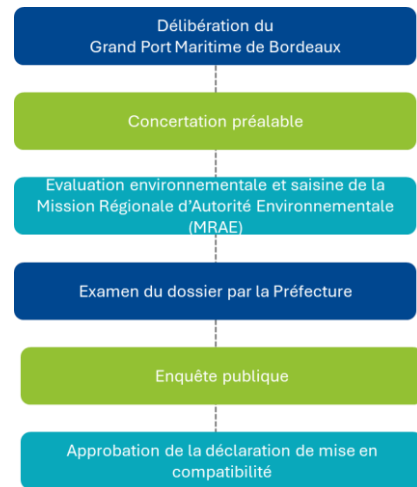 Délibération du
Grand Port Maritime de Bordeaux
Concertation préalable
Evaluation environnementale et saisine de la
Mission Régionale d'Autorité Environnementale
(MRAE)
Examen du dossier par la Préfecture
Enquête publique
Approbation de la déclaration de mise en
compatibilité